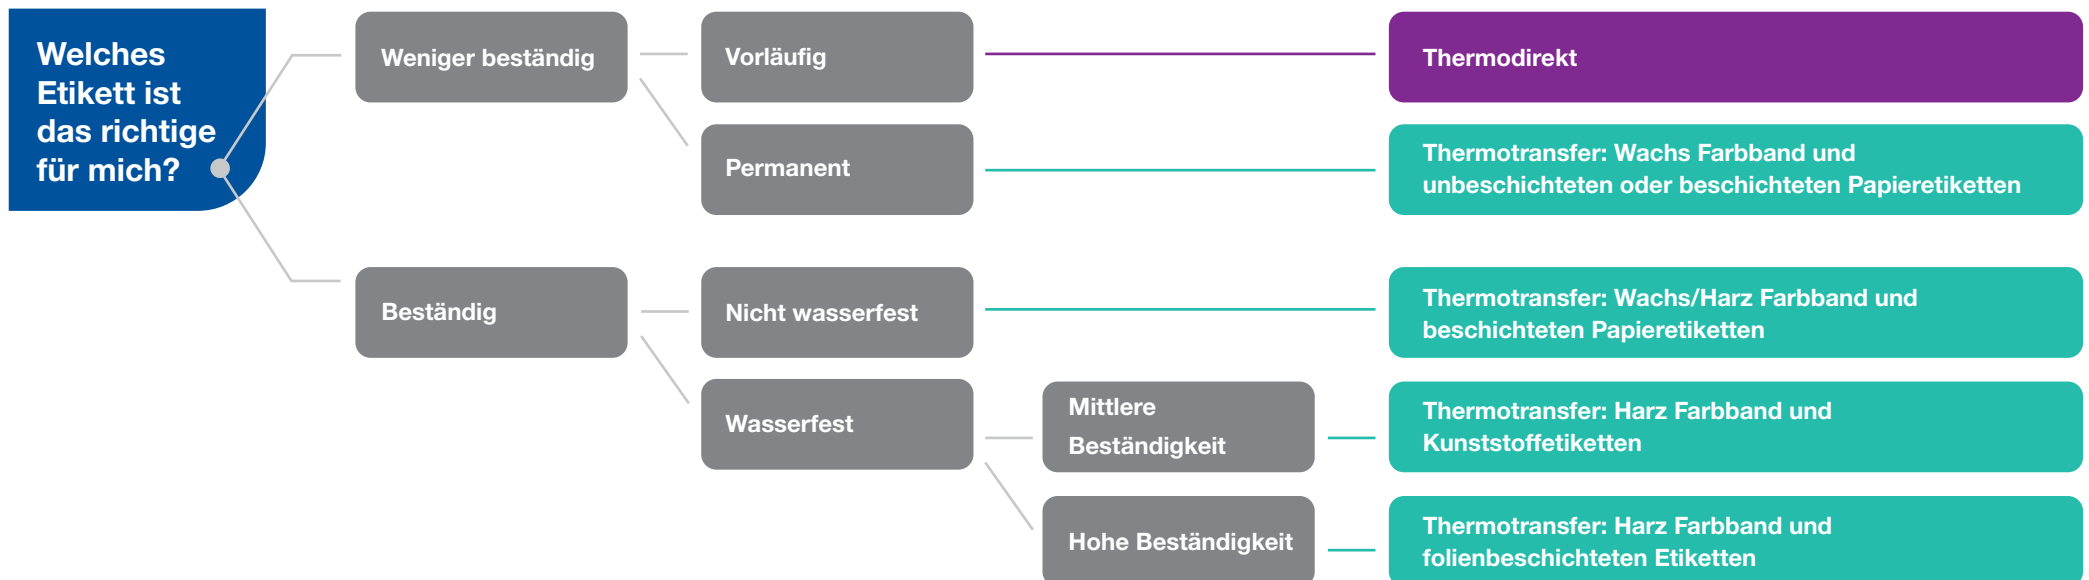 Welches
Etikett ist
das richtige
für mich?
Weniger beständig
Vorläufig
Thermodirekt
Permanent
Thermotransfer: Wachs Farbband und
unbeschichteten oder beschichteten Papieretiketten
Beständig
Nicht wasserfest
Thermotransfer: Wachs/Harz Farbband und
beschichteten Papieretiketten
Wasserfest
Mittlere
Beständigkeit
Thermotransfer: Harz Farbband und
Kunststoffetiketten
Hohe Beständigkeit
Thermotransfer: Harz Farbband und
folienbeschichteten Etiketten